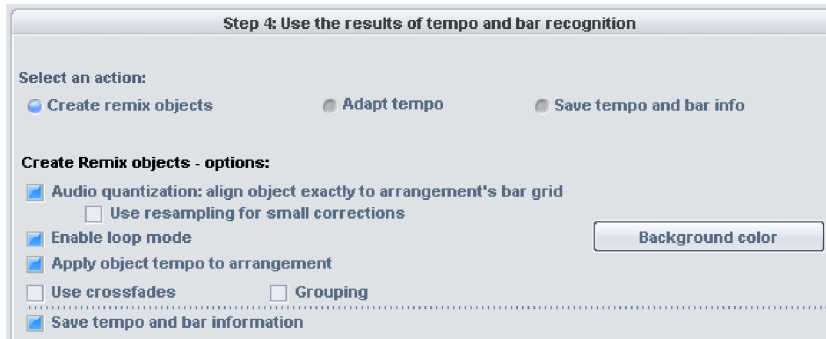 Step 4: Use the results of tempo and bar recognition
Select an action:
Create remix objects Adapt tempo Save tempo and bar info
Create Remix objects - options:
Audio quantization: align object exactly to arrangement's bar grid
Use resampling for small corrections
Enable loop mode Background color
Apply object tempo to arrangement
Use crossfades Grouping
Save tempo and bar information